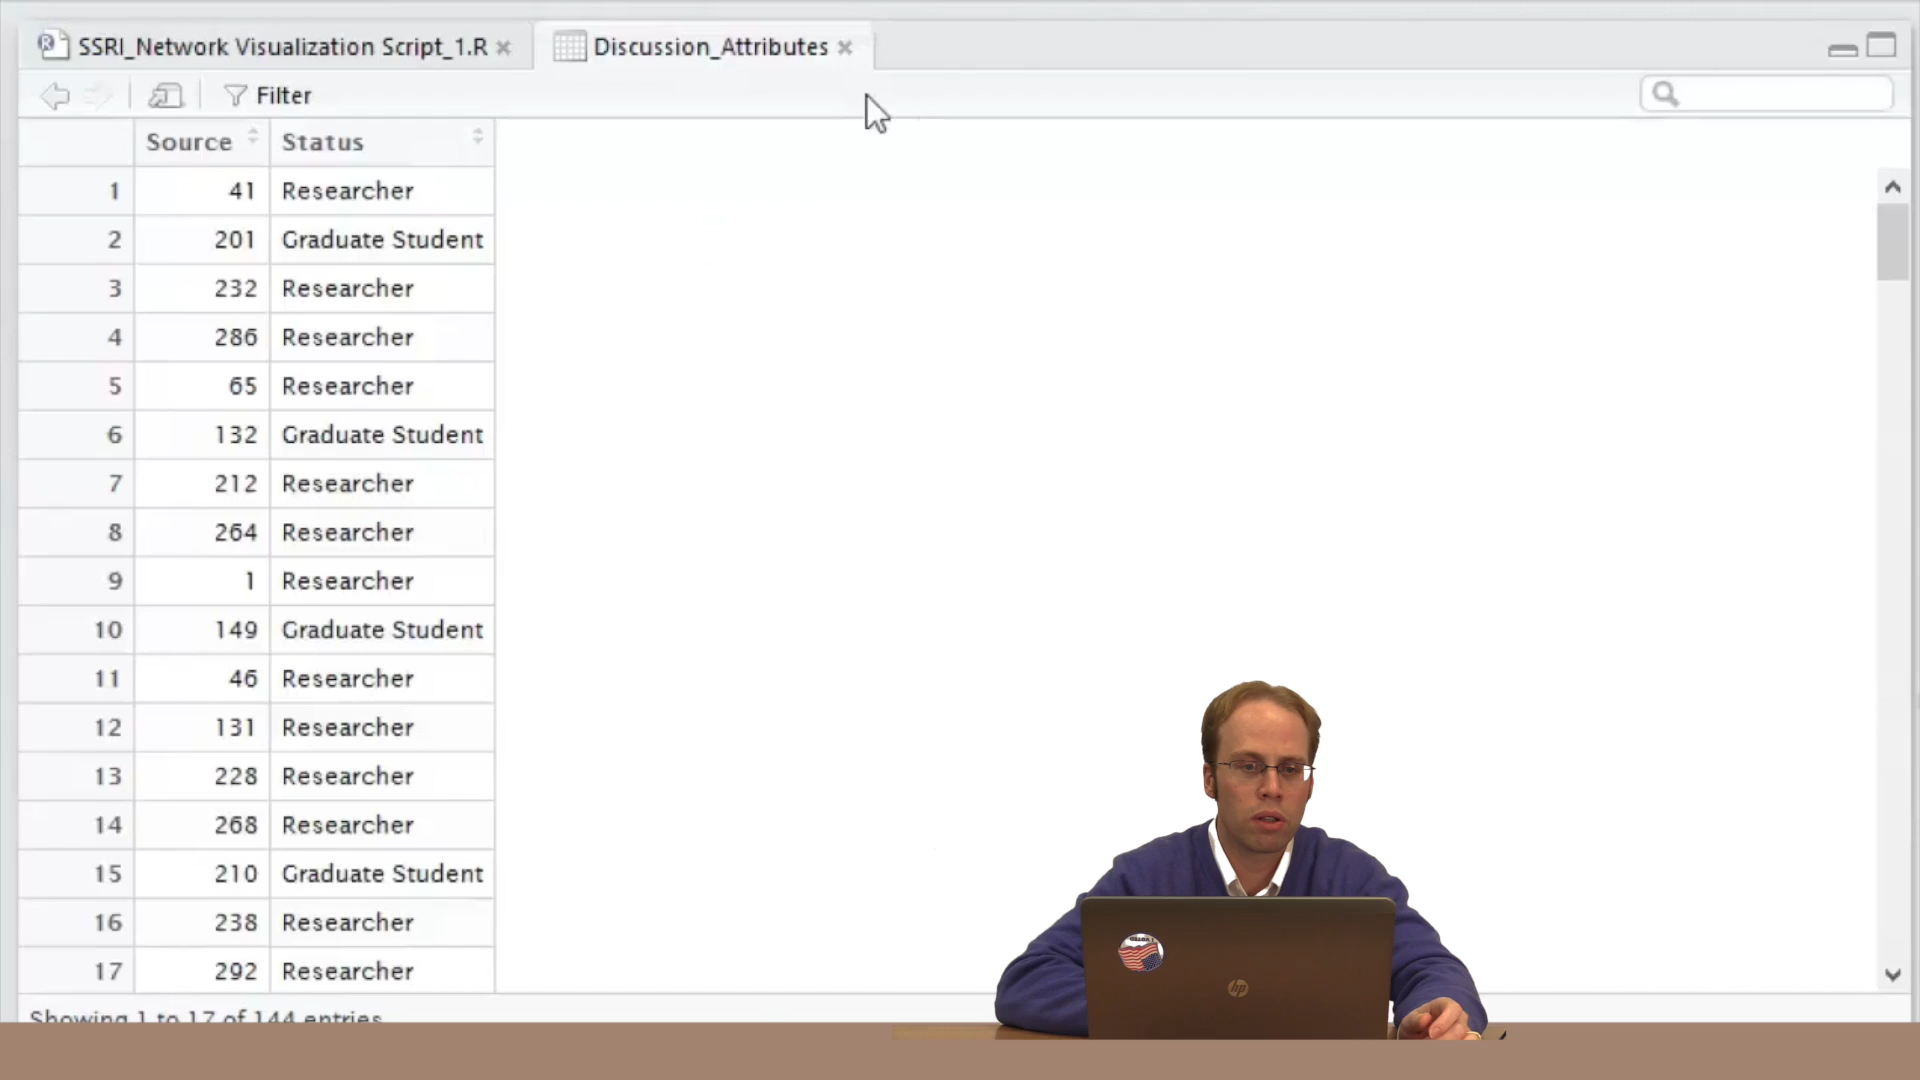 SSRI_Network Visualization Script_1.R
Discussion_Attributes
Filter
Source Status
1 41 Researcher
2 201 Graduate Student
3 232 Researcher
4 286 Researcher
5 65 Researcher
6 132 Graduate Student
7 212 Researcher
8 264 Researcher
9 1 Researcher
10 149 Graduate Student
11 46 Researcher
12 131 Researcher
13 228 Researcher
14 268 Researcher
15 210 Graduate Student
16 238 Researcher
17 292 Researcher
Showing 1 to 17 of 144 entries
I VOTED
hp